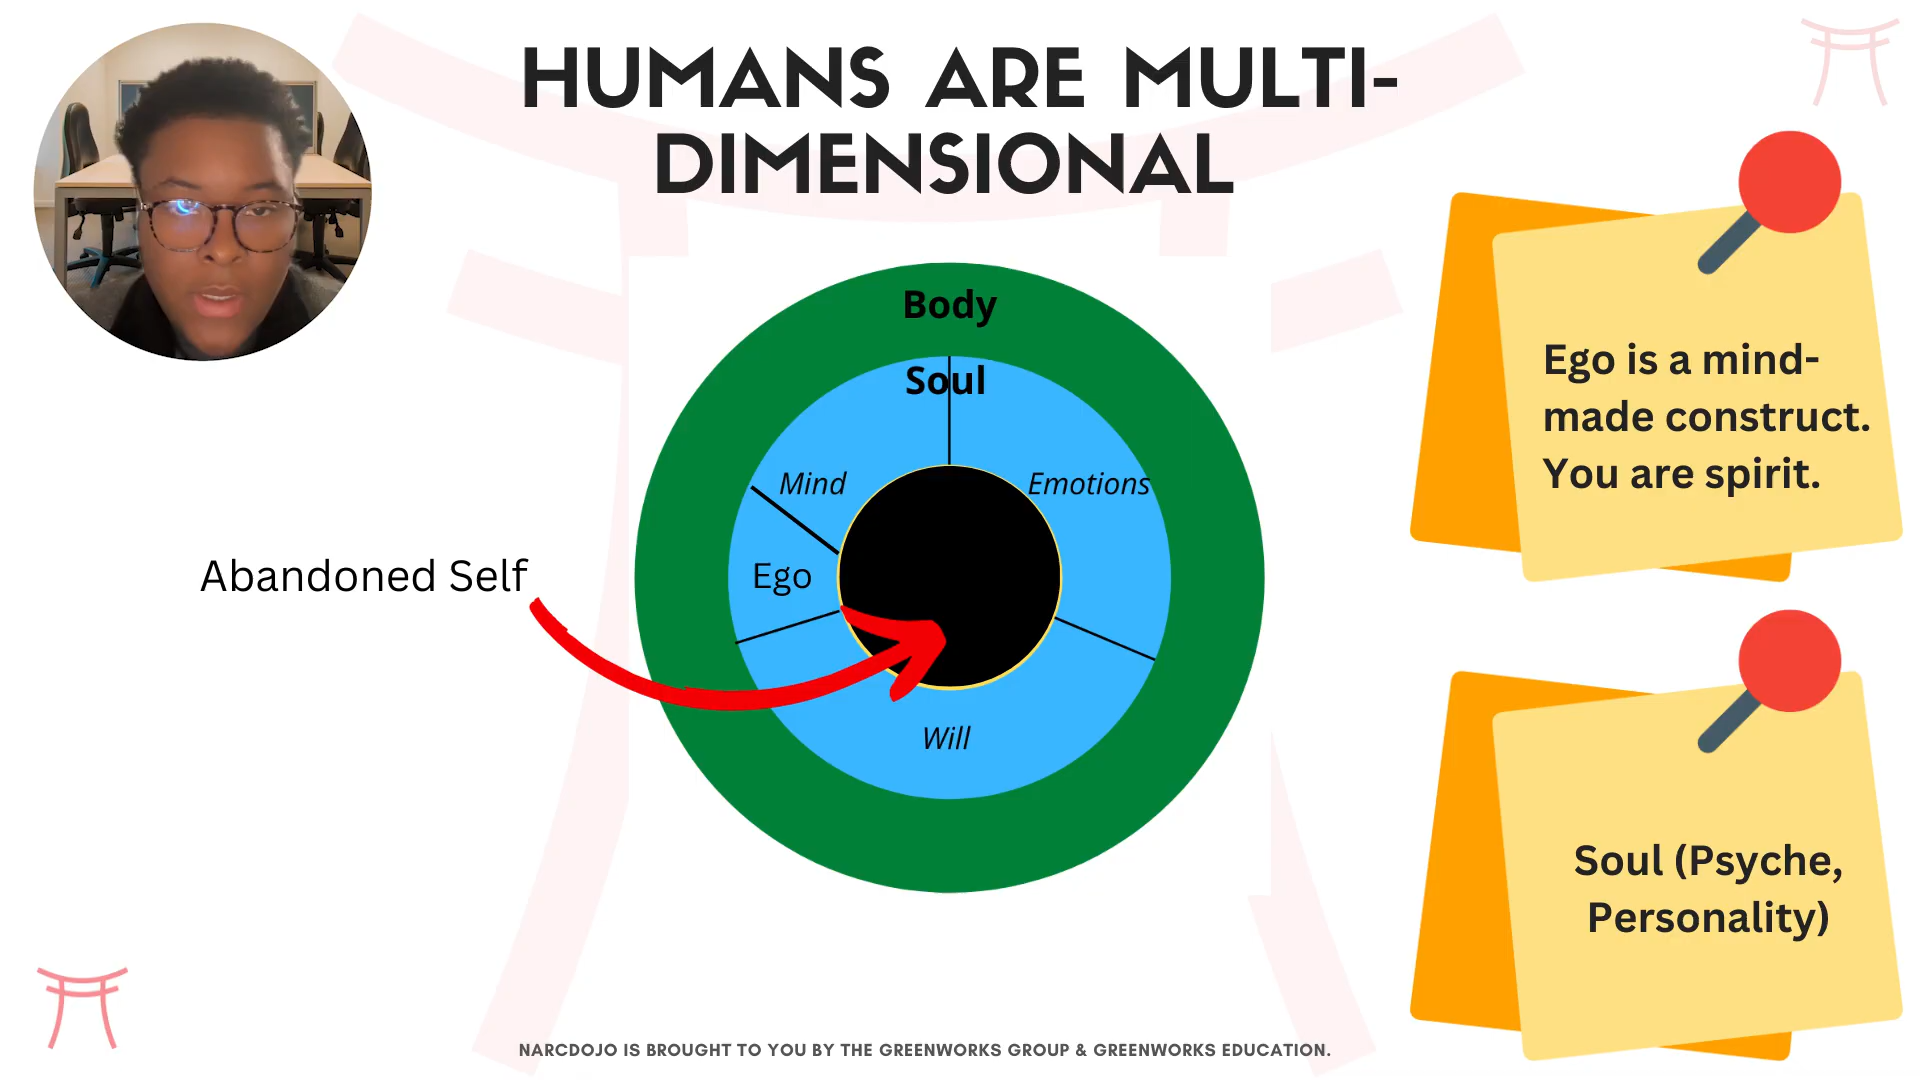 HUMANS ARE MULTI-
DIMENSIONAL
Body
Soul
Mind
Emotions
Ego
Will
Abandoned Self
Ego is a mind-
made construct.
You are spirit.
Soul (Psyche,
Personality)
NARCDOJO IS BROUGHT TO YOU BY THE GREENWORKS GROUP & GREENWORKS EDUCATION.